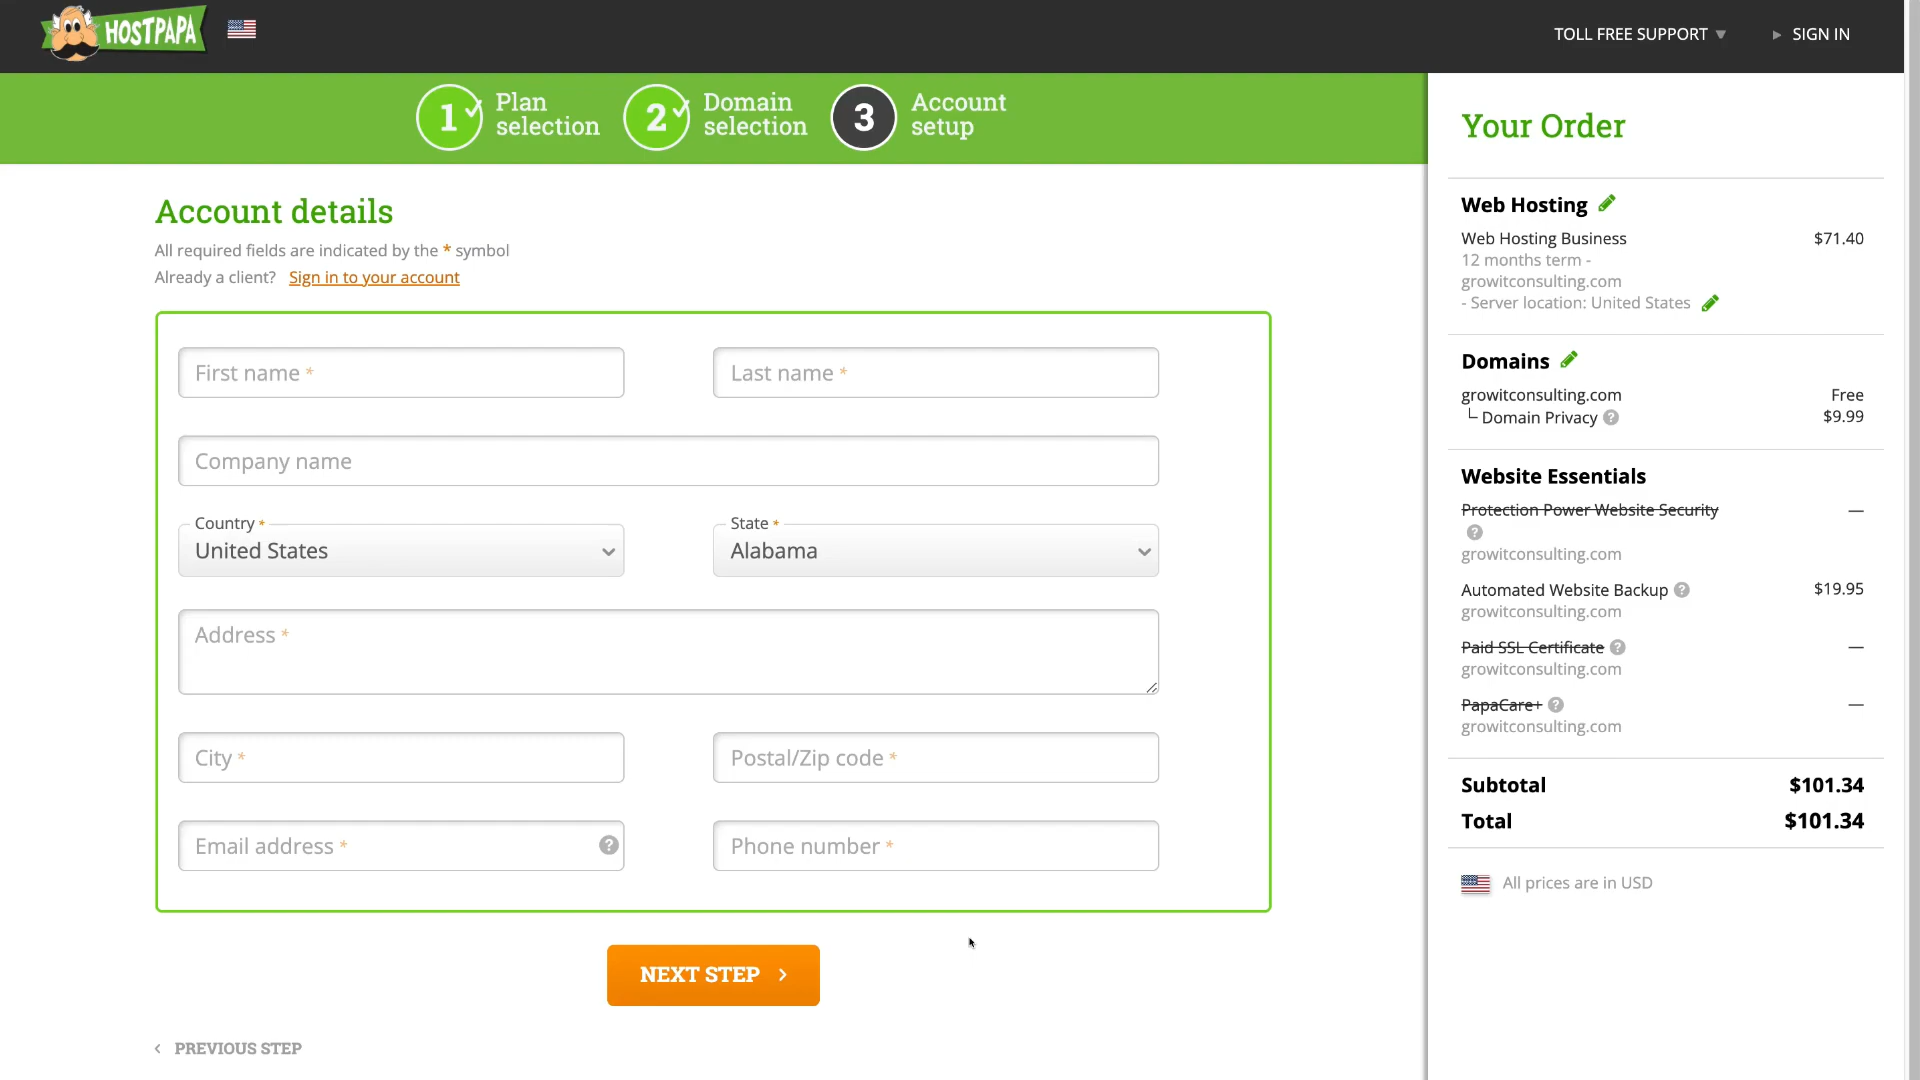 HOSTPAPA
TOLL FREE SUPPORT
SIGN IN
1 Plan selection
2 Domain selection
3 Account setup
Account details
All required fields are indicated by the * symbol
Already a client? Sign in to your account
First name *
Last name *
Company name
Country *
United States
State *
Alabama
Address *
City *
Postal/Zip code *
Email address * ?
Phone number *
NEXT STEP >
< PREVIOUS STEP
Your Order
Web Hosting
Web Hosting Business $71.40
12 months term -
growitconsulting.com
- Server location: United States
Domains
growitconsulting.com Free
Domain Privacy ? $9.99
Website Essentials
Protection Power Website Security —
?
growitconsulting.com
Automated Website Backup ? $19.95
growitconsulting.com
Paid SSL Certificate ? —
growitconsulting.com
PapaCare+ ? —
growitconsulting.com
Subtotal $101.34
Total $101.34
All prices are in USD